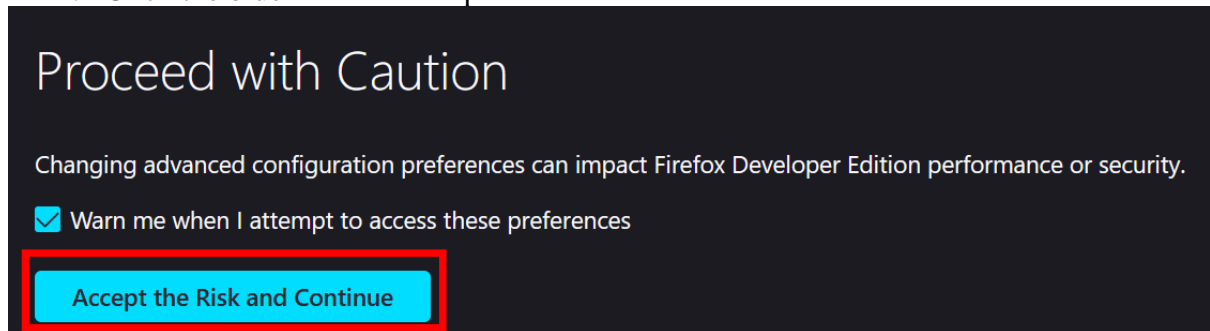 Proceed with Caution
Changing advanced configuration preferences can impact Firefox Developer Edition performance or security.
Warn me when I attempt to access these preferences
Accept the Risk and Continue